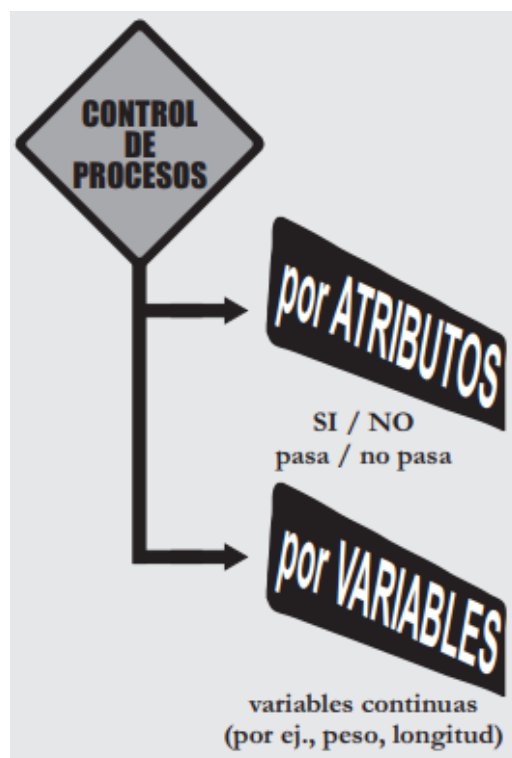 CONTROL
DE
PROCESOS
por ATRIBUTOS
SI / NO
pasa / no pasa
por VARIABLES
variables continuas
(por ej., peso, longitud)